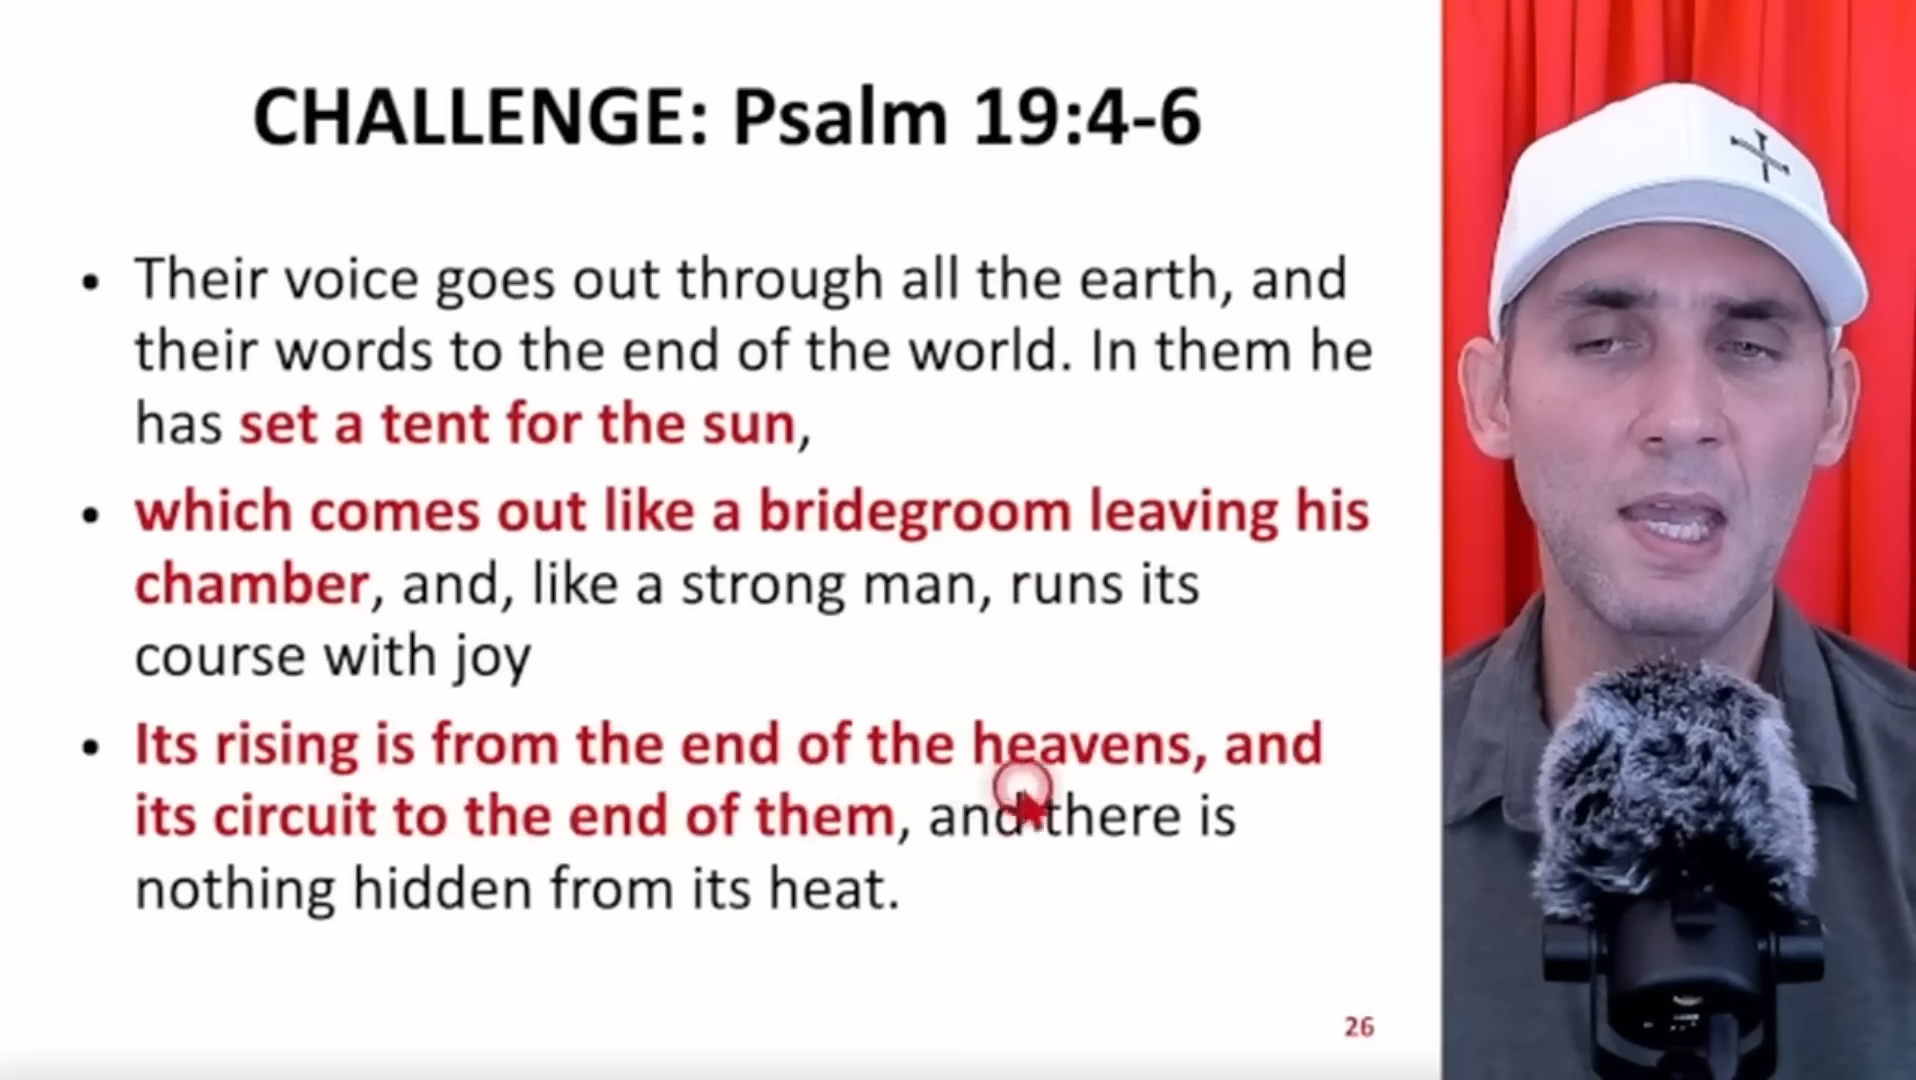 CHALLENGE: Psalm 19:4-6
• Their voice goes out through all the earth, and
their words to the end of the world. In them he
has set a tent for the sun,
• which comes out like a bridegroom leaving his
chamber, and, like a strong man, runs its
course with joy
• Its rising is from the end of the heavens, and
its circuit to the end of them, and there is
nothing hidden from its heat.
26